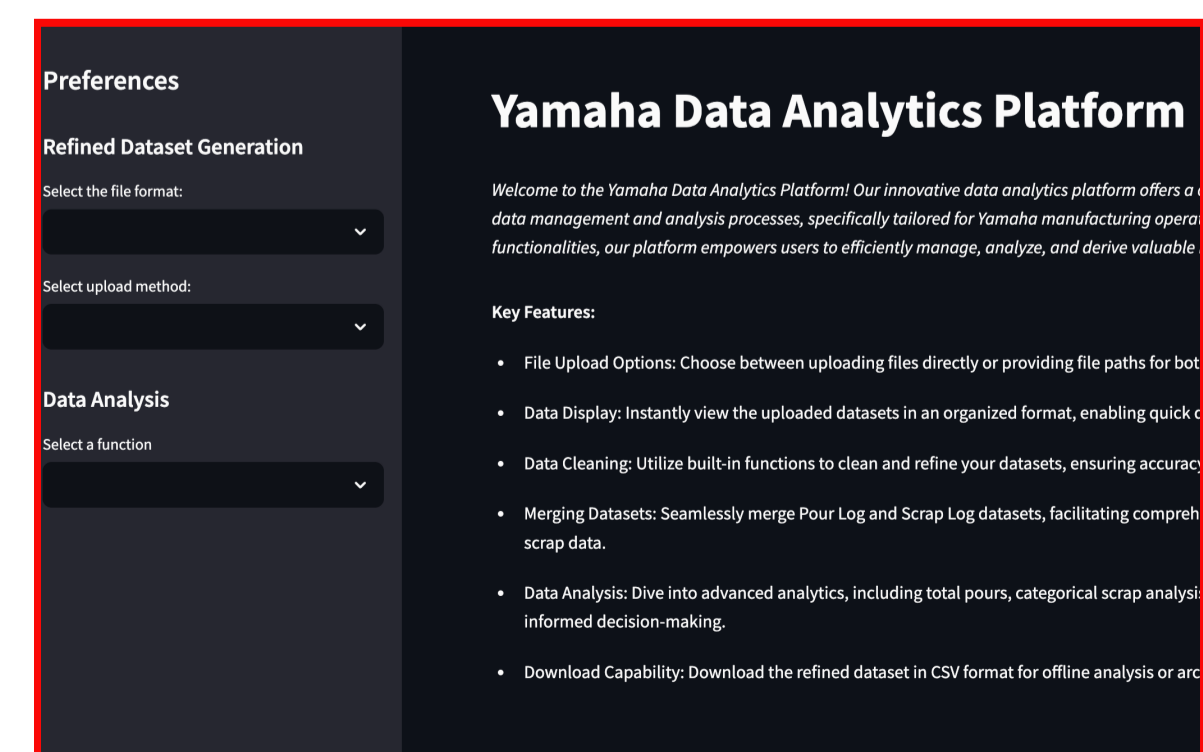 Preferences
Refined Dataset Generation
Select the file format:
Select upload method:
Data Analysis
Select a function
Yamaha Data Analytics Platform
Welcome to the Yamaha Data Analytics Platform! Our innovative data analytics platform offers a
data management and analysis processes, specifically tailored for Yamaha manufacturing
functionalities, our platform empowers users to efficiently manage, analyze, and derive valuable
Key Features:
• File Upload Options: Choose between uploading files directly or providing file paths for
• Data Display: Instantly view the uploaded datasets in an organized format, enabling quick
• Data Cleaning: Utilize built-in functions to clean and refine your datasets, ensuring accuracy
• Merging Datasets: Seamlessly merge Pour Log and Scrap Log datasets, facilitating
scrap data.
• Data Analysis: Dive into advanced analytics, including total pours, categorical scrap
informed decision-making.
• Download Capability: Download the refined dataset in CSV format for offline analysis or